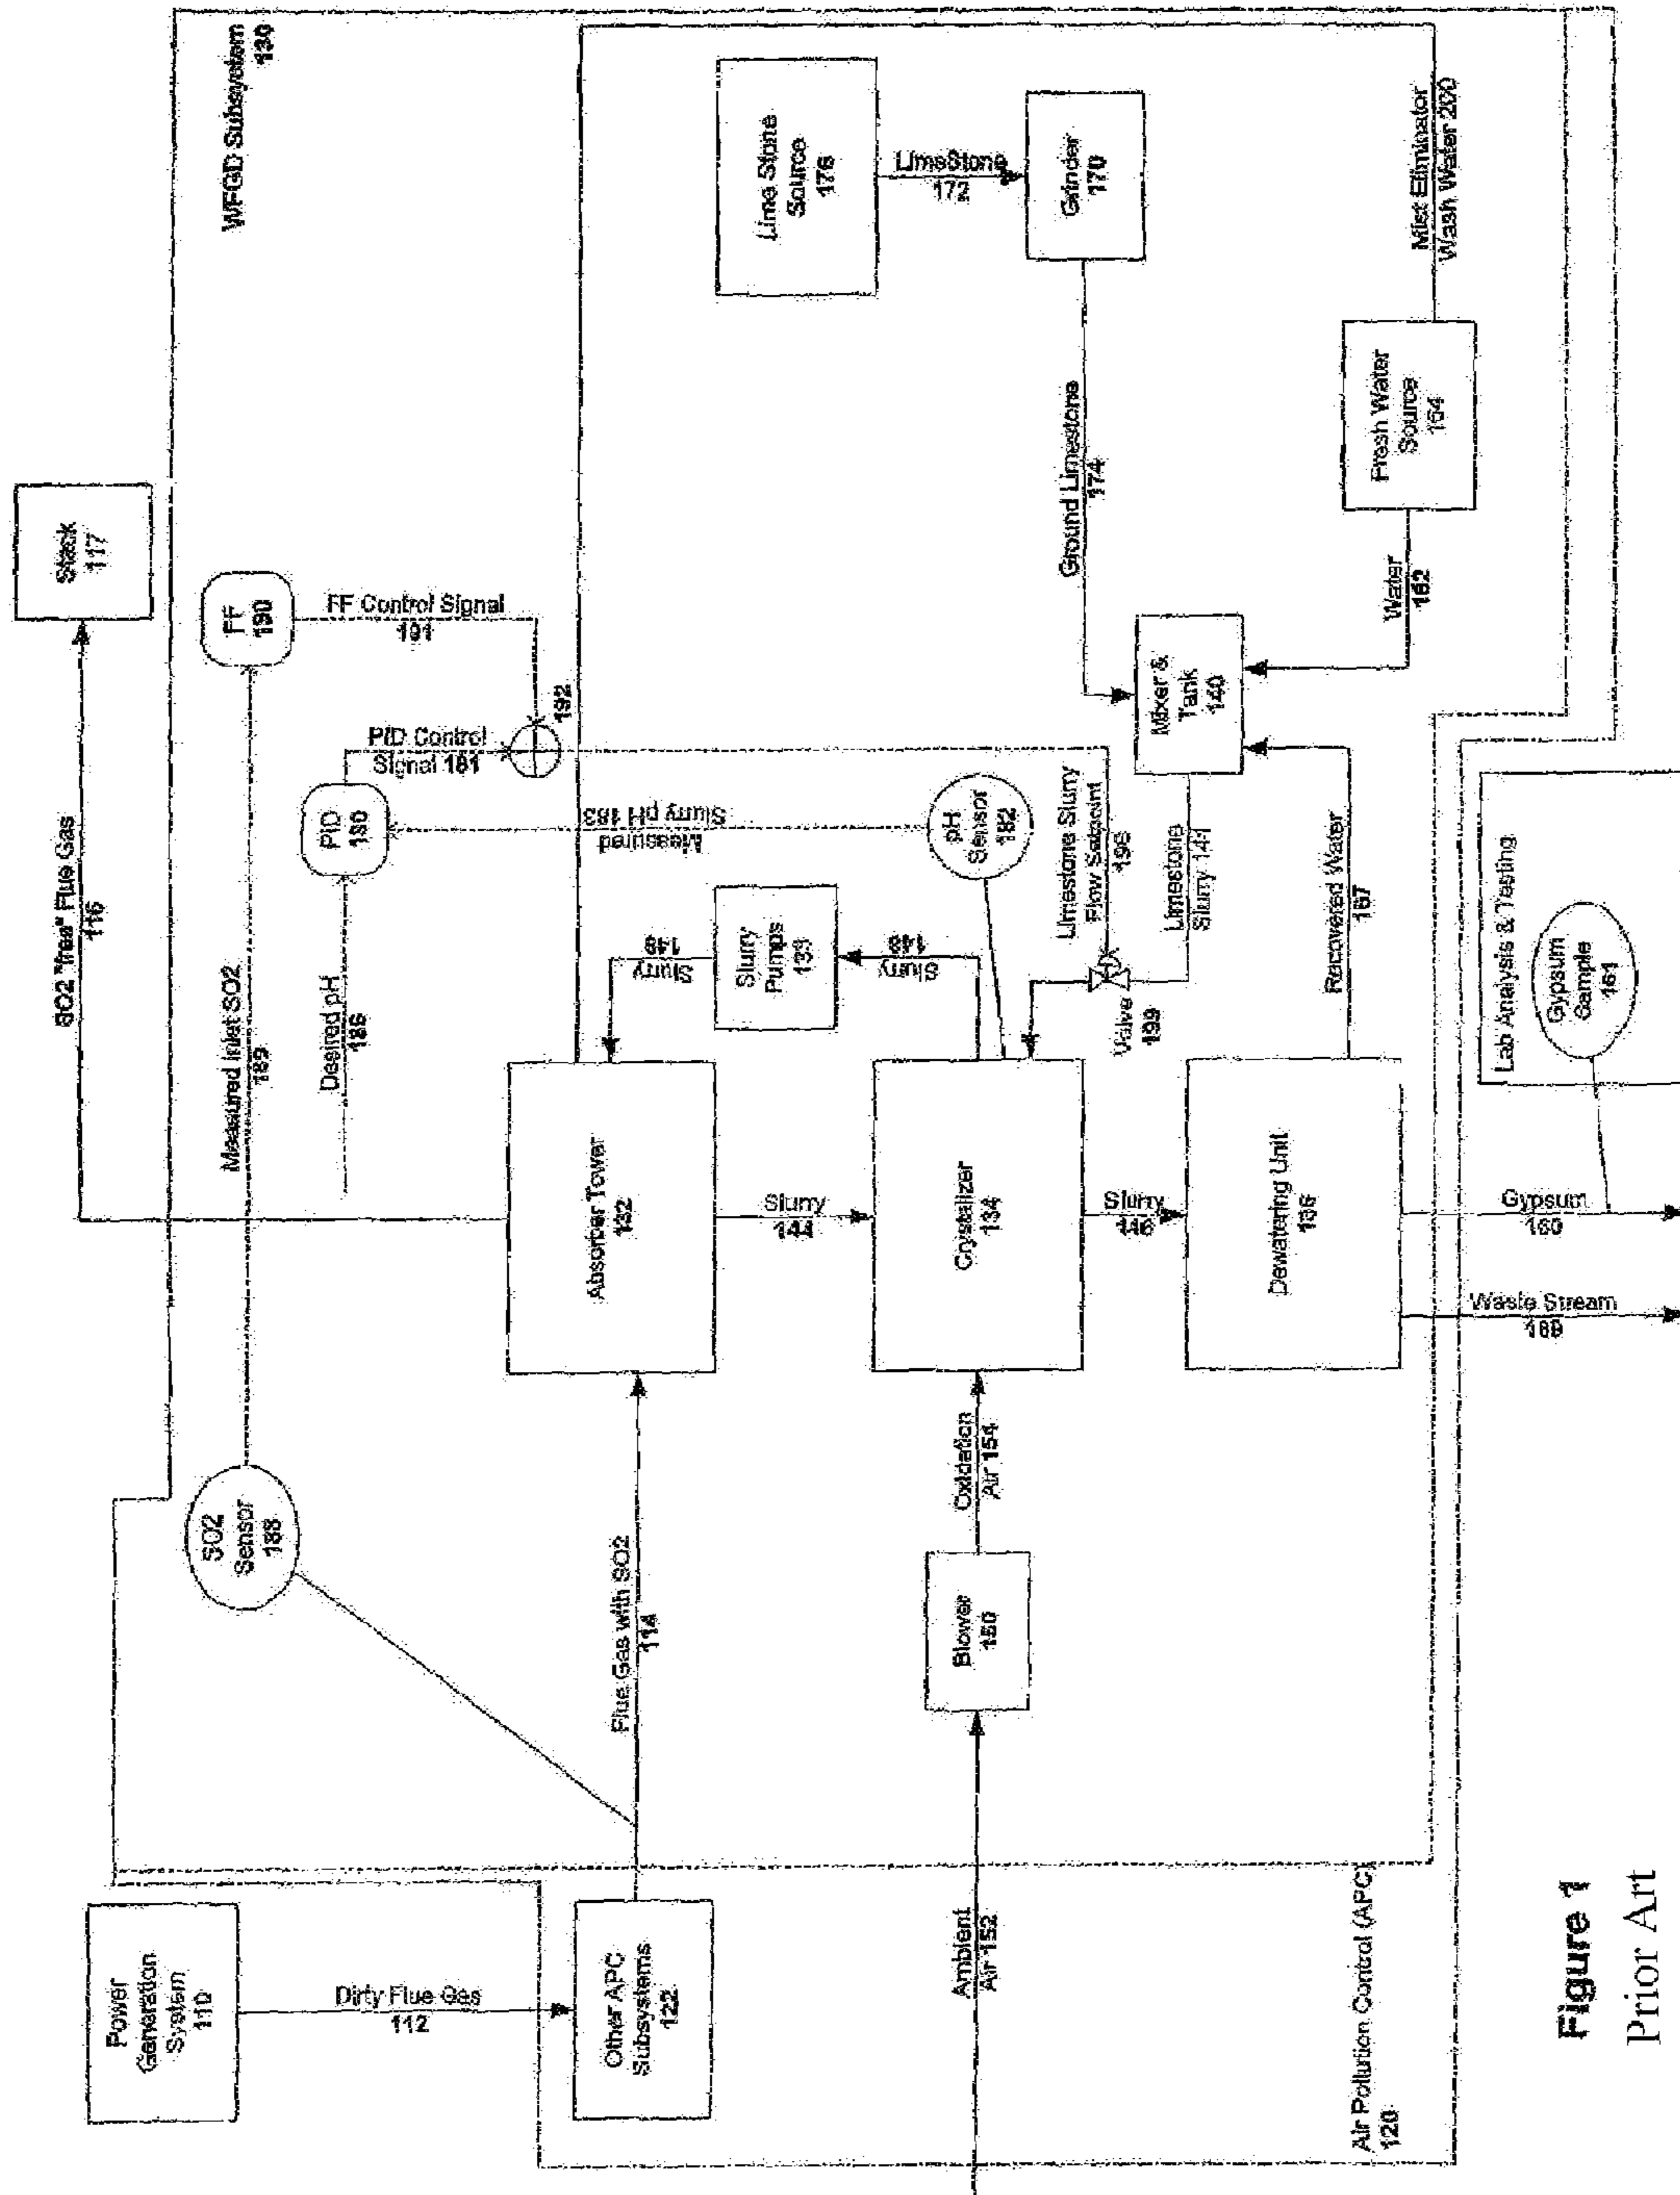 Power
Generation
System
110
Dirty Flue Gas
112
Other APC
Subsystems
122
Air Pollution Control (APC)
120
Ambient
Air 152
Blower
150
Oxidation
Air 154
Flue Gas with SO2
114
SO2
Sensor
188
Measured Inlet SO2
189
Desired pH
186
SO2 "free" Flue Gas
116
Stack
117
WFGD Subsystem
130
FF
190
FF Control Signal
191
PID
180
PID Control
Signal 181
192
Measured
Slurry pH 183
pH
Sensor
182
Absorber Tower
132
Slurry
144
Crystalizer
134
Slurry
146
Dewatering Unit
136
Slurry
148
Slurry
Pumps
133
Slurry
148
Limestone Slurry
Flow Setpoint
196
Valve
199
Limestone
Slurry 141
Mixer &
Tank
140
Recovered Water
167
Water
162
Fresh Water
Source
164
Ground Limestone
174
Lime Stone
Source
176
LimeStone
172
Grinder
170
Mist Eliminator
Wash Water 200
Lab Analysis & Testing
Gypsum
Sample
161
Gypsum
160
Waste Stream
169
Figure 1
Prior Art